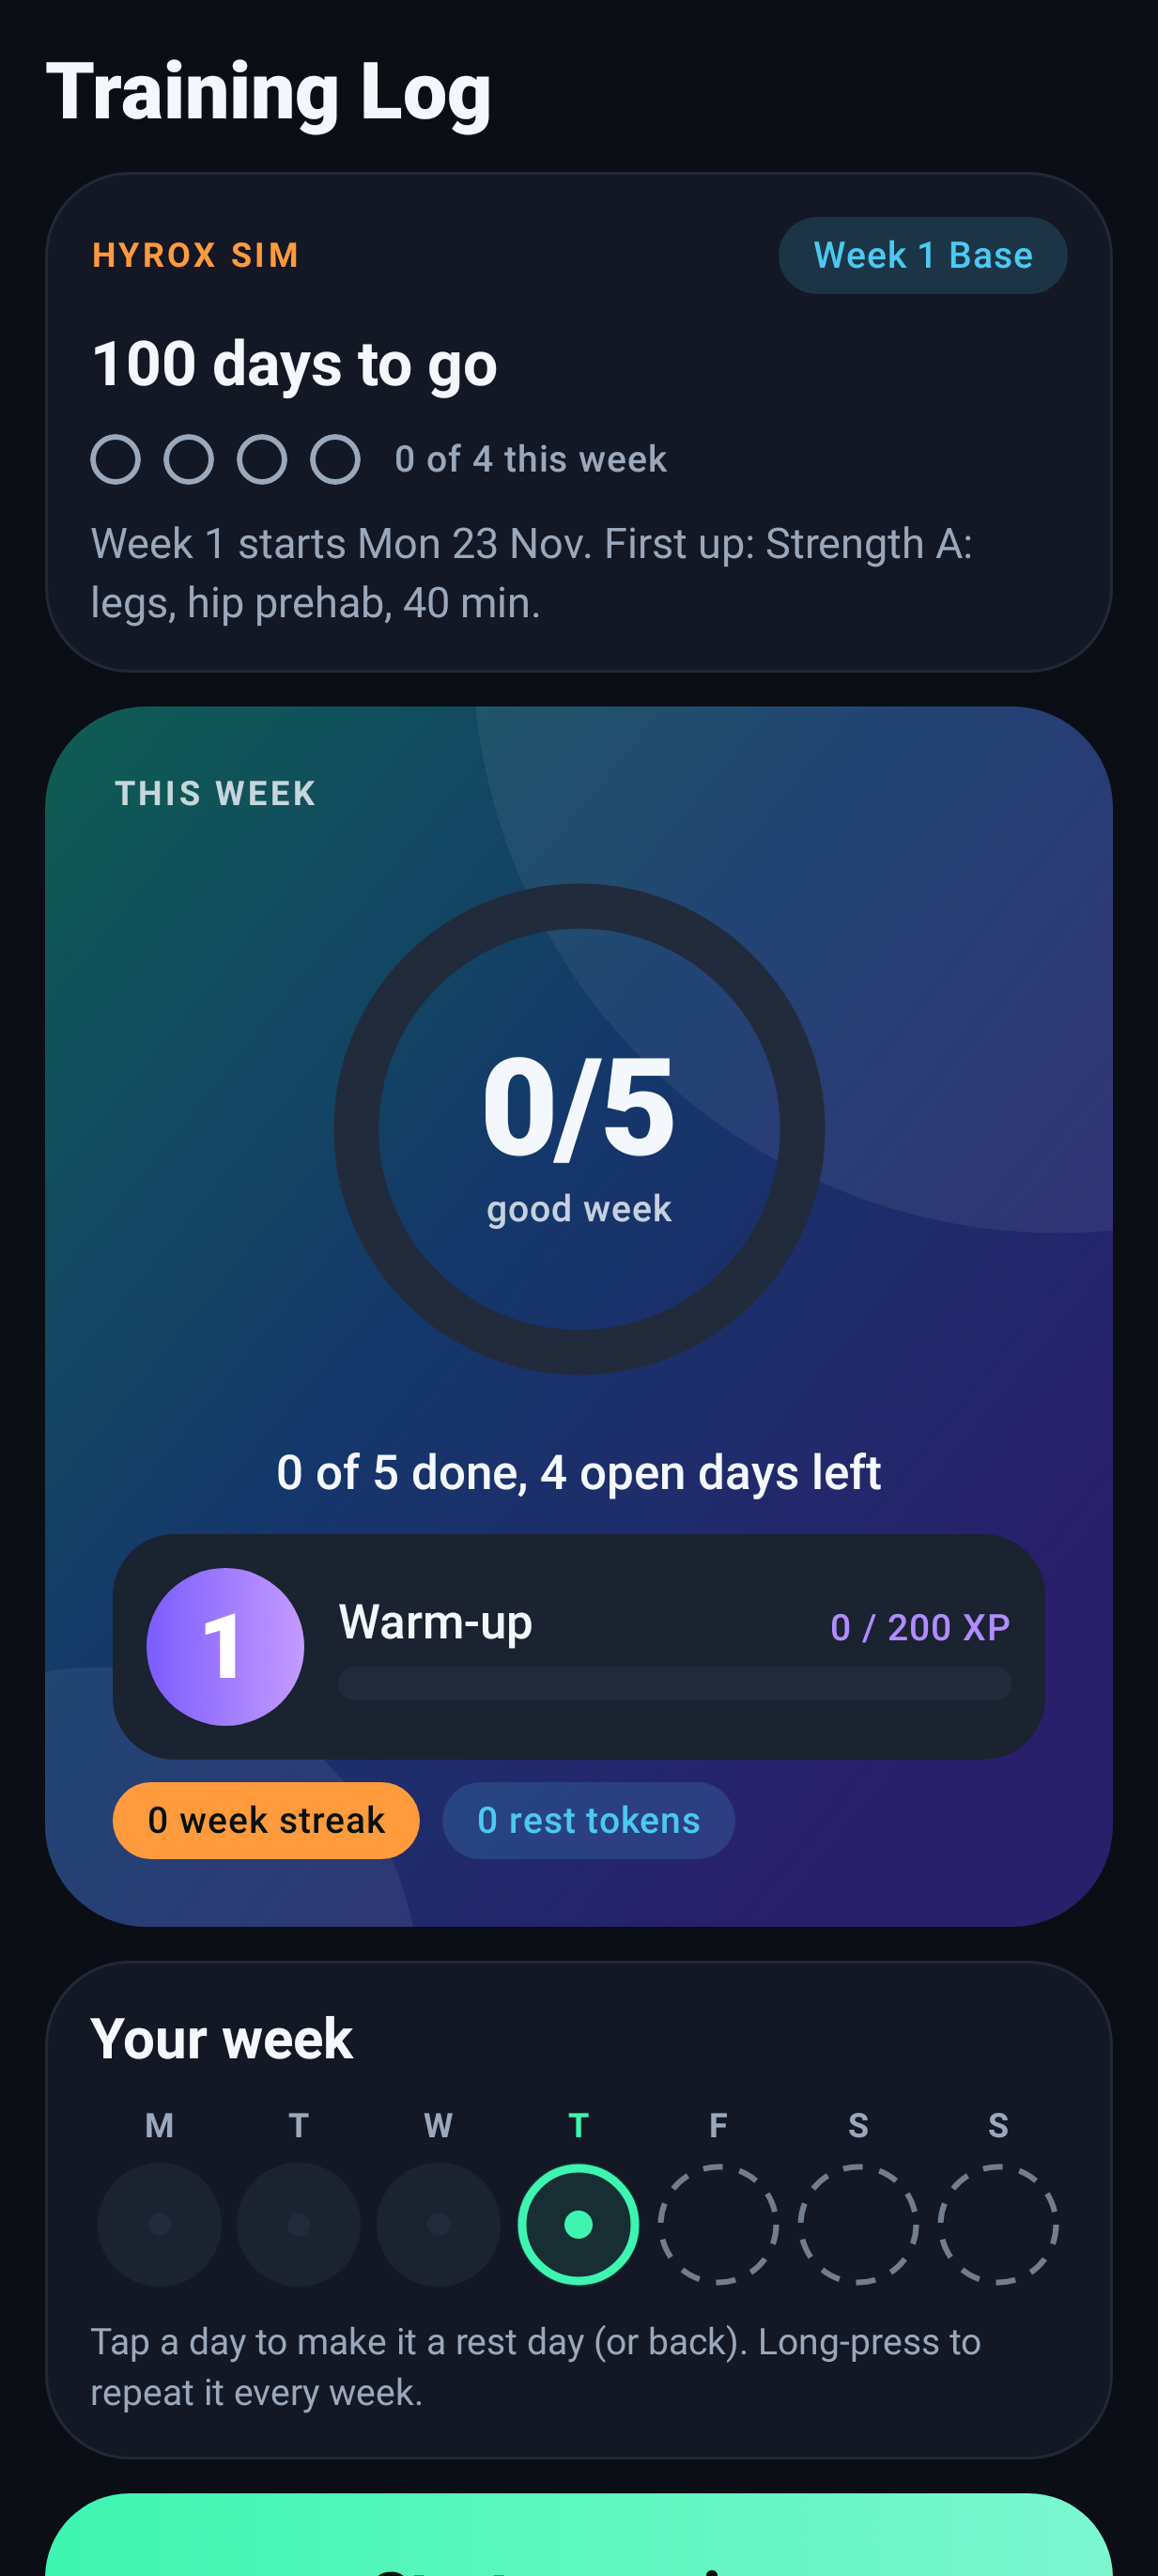 Training Log
HYROX SIM
Week 1 Base
100 days to go
0 of 4 this week
Week 1 starts Mon 23 Nov. First up: Strength A:
legs, hip prehab, 40 min.
THIS WEEK
0/5
good week
0 of 5 done, 4 open days left
1
Warm-up
0 / 200 XP
0 week streak
0 rest tokens
Your week
M T W T F S S
Tap a day to make it a rest day (or back). Long-press to
repeat it every week.